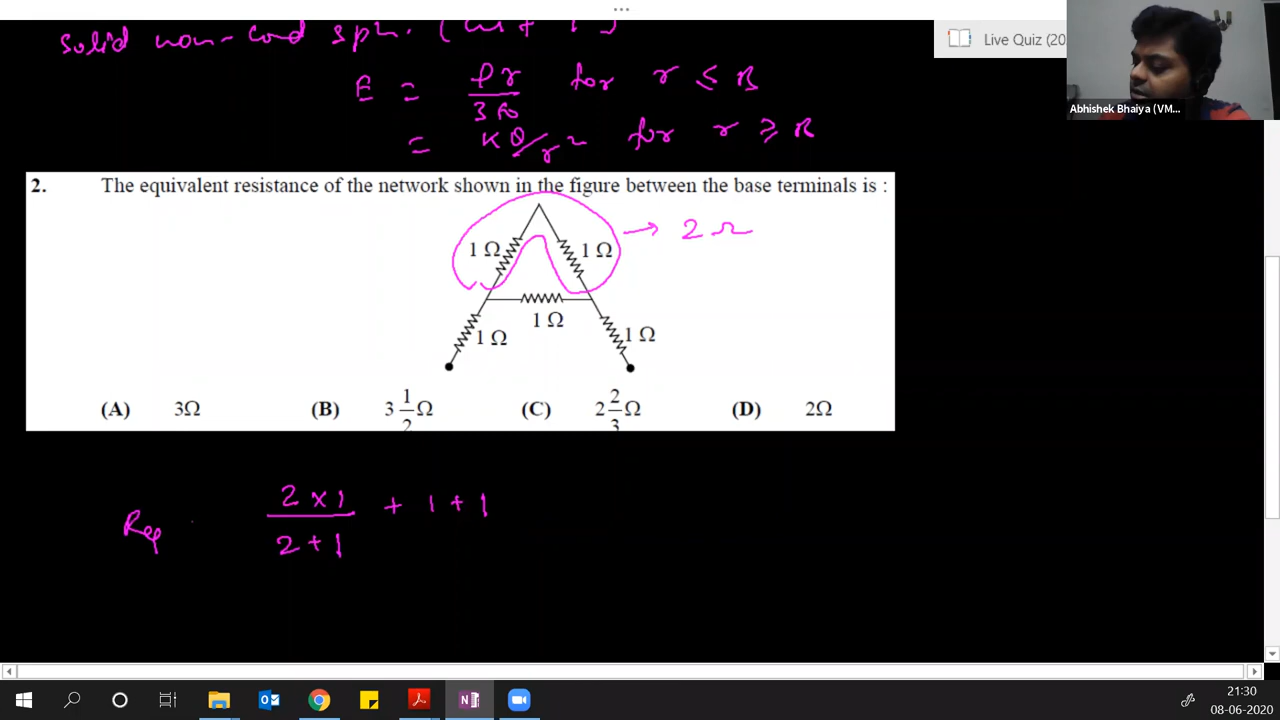 Solid non-cond sph.
E = ρr/3ε₀ for r ≤ R
= KQ/r² for r ≥ R
Live Quiz (20
Abhishek Bhaiya (VM...
2. The equivalent resistance of the network shown in the figure between the base terminals is :
→ 2 Ω
1 Ω 1 Ω
1 Ω
1 Ω 1 Ω
(A) 3Ω (B) 3 1/2 Ω (C) 2 2/3 Ω (D) 2Ω
Req 2 × 1 / 2 + 1 + 1 + 1
21:30
08-06-2020